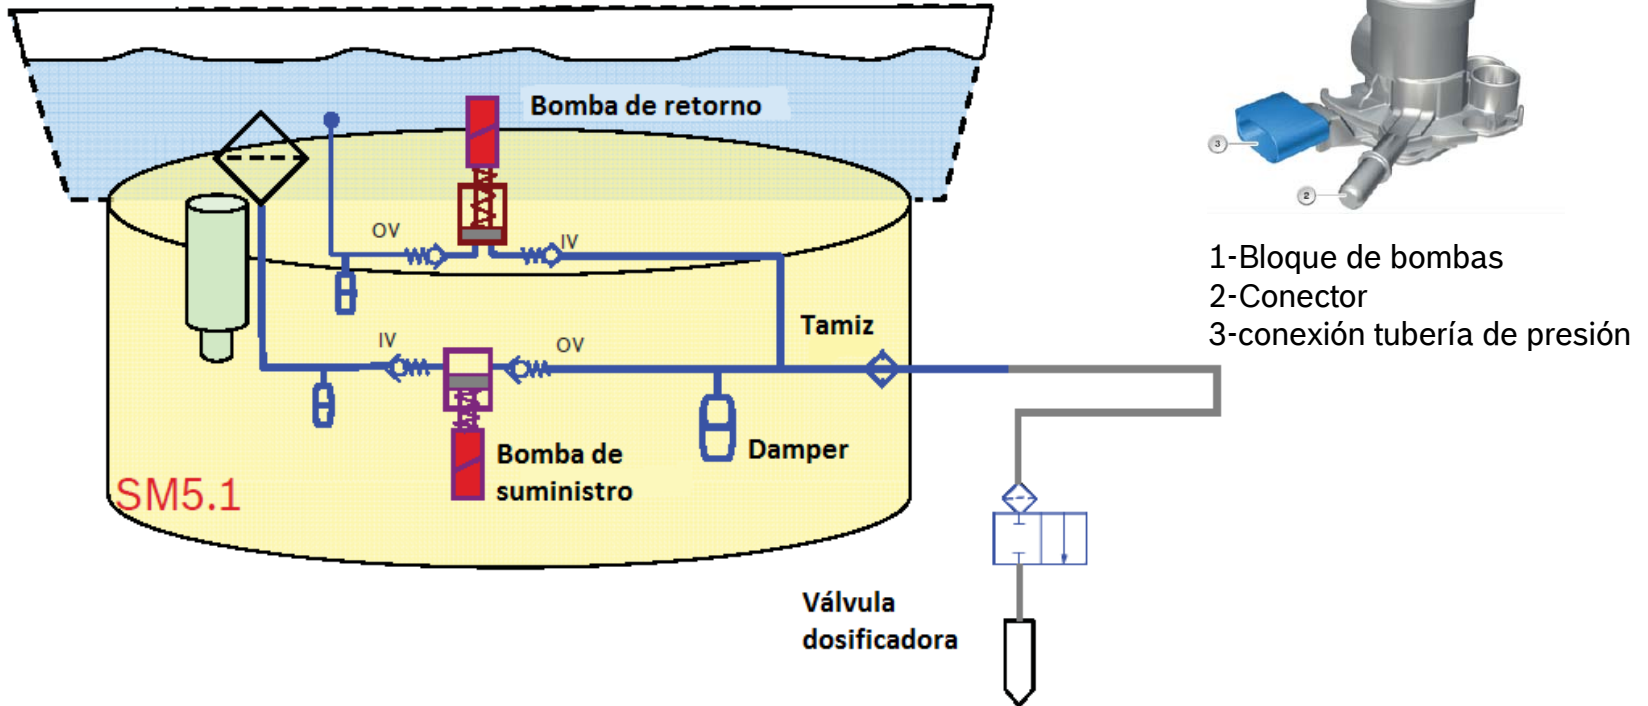 Bomba de retorno
OV
IV
IV
OV
Tamiz
Damper
Bomba de
suministro
SM5.1
Válvula
dosificadora
3
2
1-Bloque de bombas
2-Conector
3-conexión tubería de presión